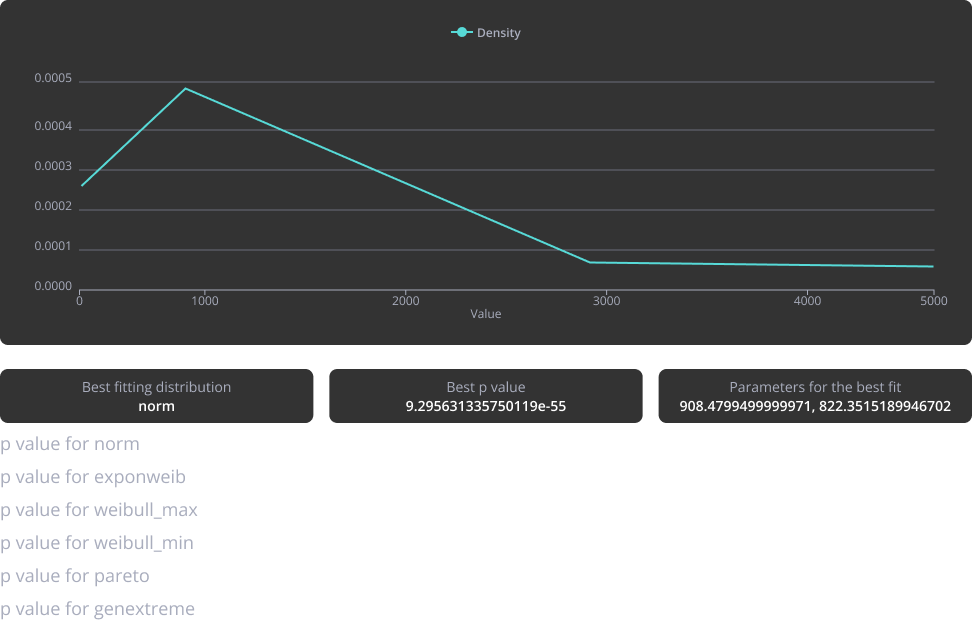 Density
0.0005
0.0004
0.0003
0.0002
0.0001
0.0000
0 1000 2000 3000 4000 5000
Value
Best fitting distribution
norm
Best p value
9.295631335750119e-55
Parameters for the best fit
908.4799499999971, 822.3515189946702
p value for norm
p value for exponweib
p value for weibull_max
p value for weibull_min
p value for pareto
p value for genextreme